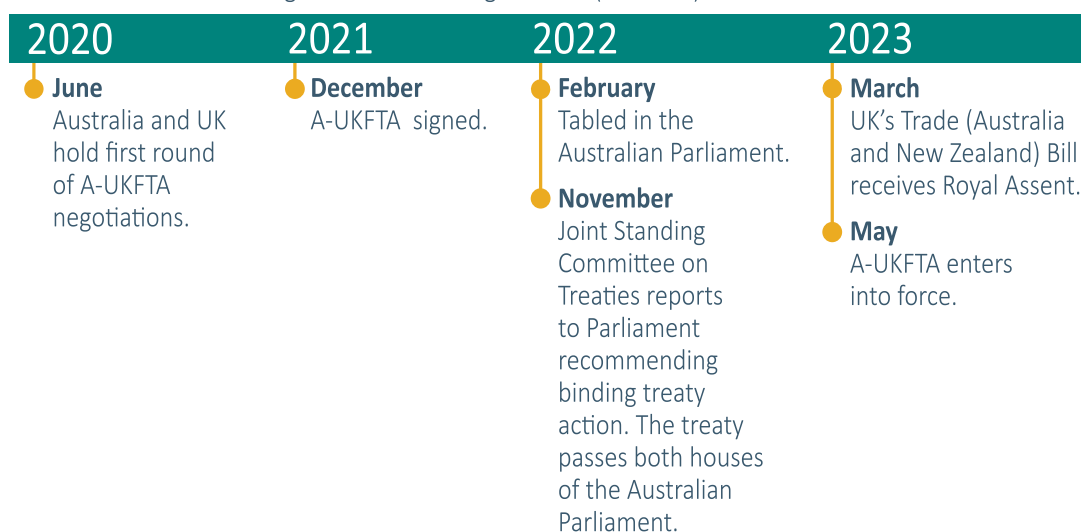 2020
June
Australia and UK
hold first round
of A-UKFTA
negotiations.
2021
December
A-UKFTA signed.
2022
February
Tabled in the
Australian Parliament.
November
Joint Standing
Committee on
Treaties reports
to Parliament
recommending
binding treaty
action. The treaty
passes both houses
of the Australian
Parliament.
2023
March
UK’s Trade (Australia
and New Zealand) Bill
receives Royal Assent.
May
A-UKFTA enters
into force.